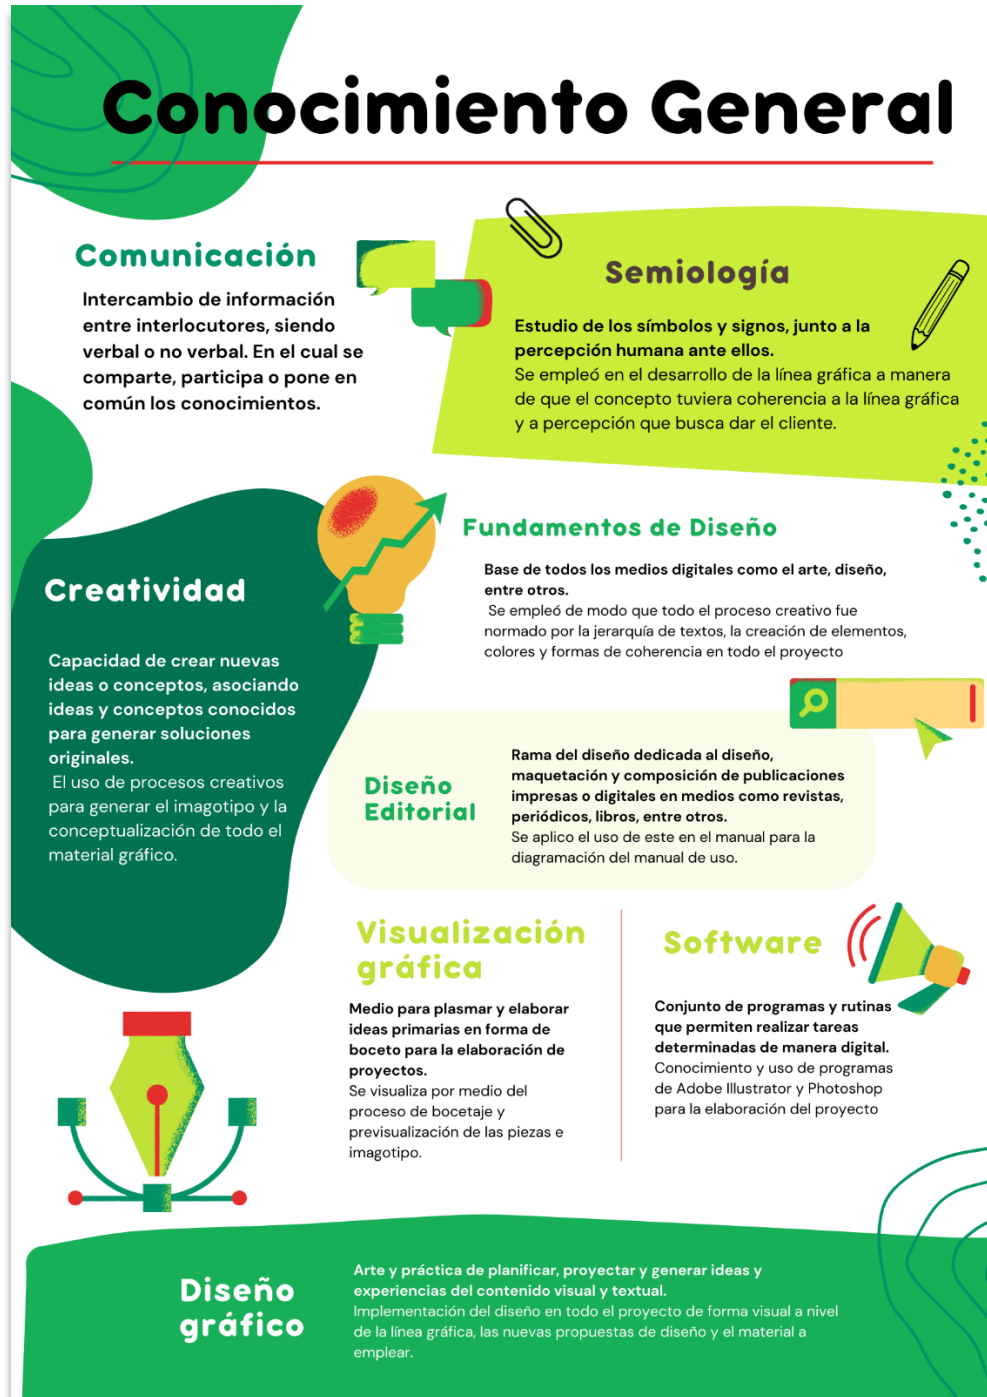 Conocimiento General
Comunicación
Intercambio de información
entre interlocutores, siendo
verbal o no verbal. En el cual se
comparte, participa o pone en
común los conocimientos.
Semiología
Estudio de los símbolos y signos, junto a la
percepción humana ante ellos.
Se empleó en el desarrollo de la línea gráfica a manera
de que el concepto tuviera coherencia a la línea gráfica
y a percepción que busca dar el cliente.
Creatividad
Capacidad de crear nuevas
ideas o conceptos, asociando
ideas y conceptos conocidos
para generar soluciones
originales.
El uso de procesos creativos
para generar el imagotipo y la
conceptualización de todo el
material gráfico.
Fundamentos de Diseño
Base de todos los medios digitales como el arte, diseño,
entre otros.
Se empleó de modo que todo el proceso creativo fue
normado por la jerarquía de textos, la creación de elementos,
colores y formas de coherencia en todo el proyecto
Diseño
Editorial
Rama del diseño dedicada al diseño,
maquetación y composición de publicaciones
impresas o digitales en medios como revistas,
periódicos, libros, entre otros.
Se aplico el uso de este en el manual para la
diagramación del manual de uso.
Visualización
gráfica
Medio para plasmar y elaborar
ideas primarias en forma de
boceto para la elaboración de
proyectos.
Se visualiza por medio del
proceso de bocetaje y
previsualización de las piezas e
imagotipo.
Software
Conjunto de programas y rutinas
que permiten realizar tareas
determinadas de manera digital.
Conocimiento y uso de programas
de Adobe Illustrator y Photoshop
para la elaboración del proyecto
Diseño
gráfico
Arte y práctica de planificar, proyectar y generar ideas y
experiencias del contenido visual y textual.
Implementación del diseño en todo el proyecto de forma visual a nivel
de la línea gráfica, las nuevas propuestas de diseño y el material a
emplear.